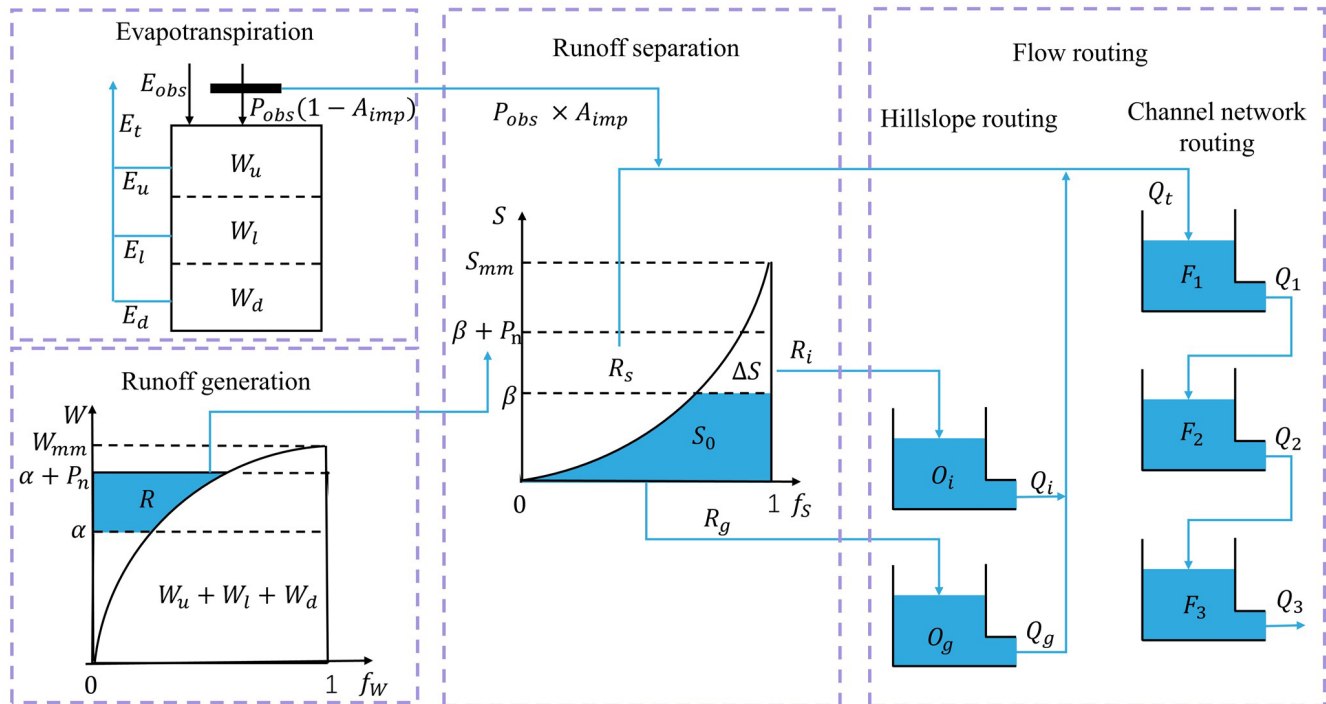 Evapotranspiration
E_obs
P_obs(1 − A_imp)
E_t
W_u
E_u
W_l
E_l
W_d
E_d
Runoff generation
W
W_mm
α + P_n
R
α
W_u + W_l + W_d
0
1
f_W
Runoff separation
P_obs × A_imp
S
S_mm
β + P_n
R_s
R_i
ΔS
β
S_0
0
1
f_S
R_g
Flow routing
Hillslope routing
Channel network
routing
Q_t
F_1
Q_1
F_2
Q_2
O_i
Q_i
F_3
Q_3
O_g
Q_g